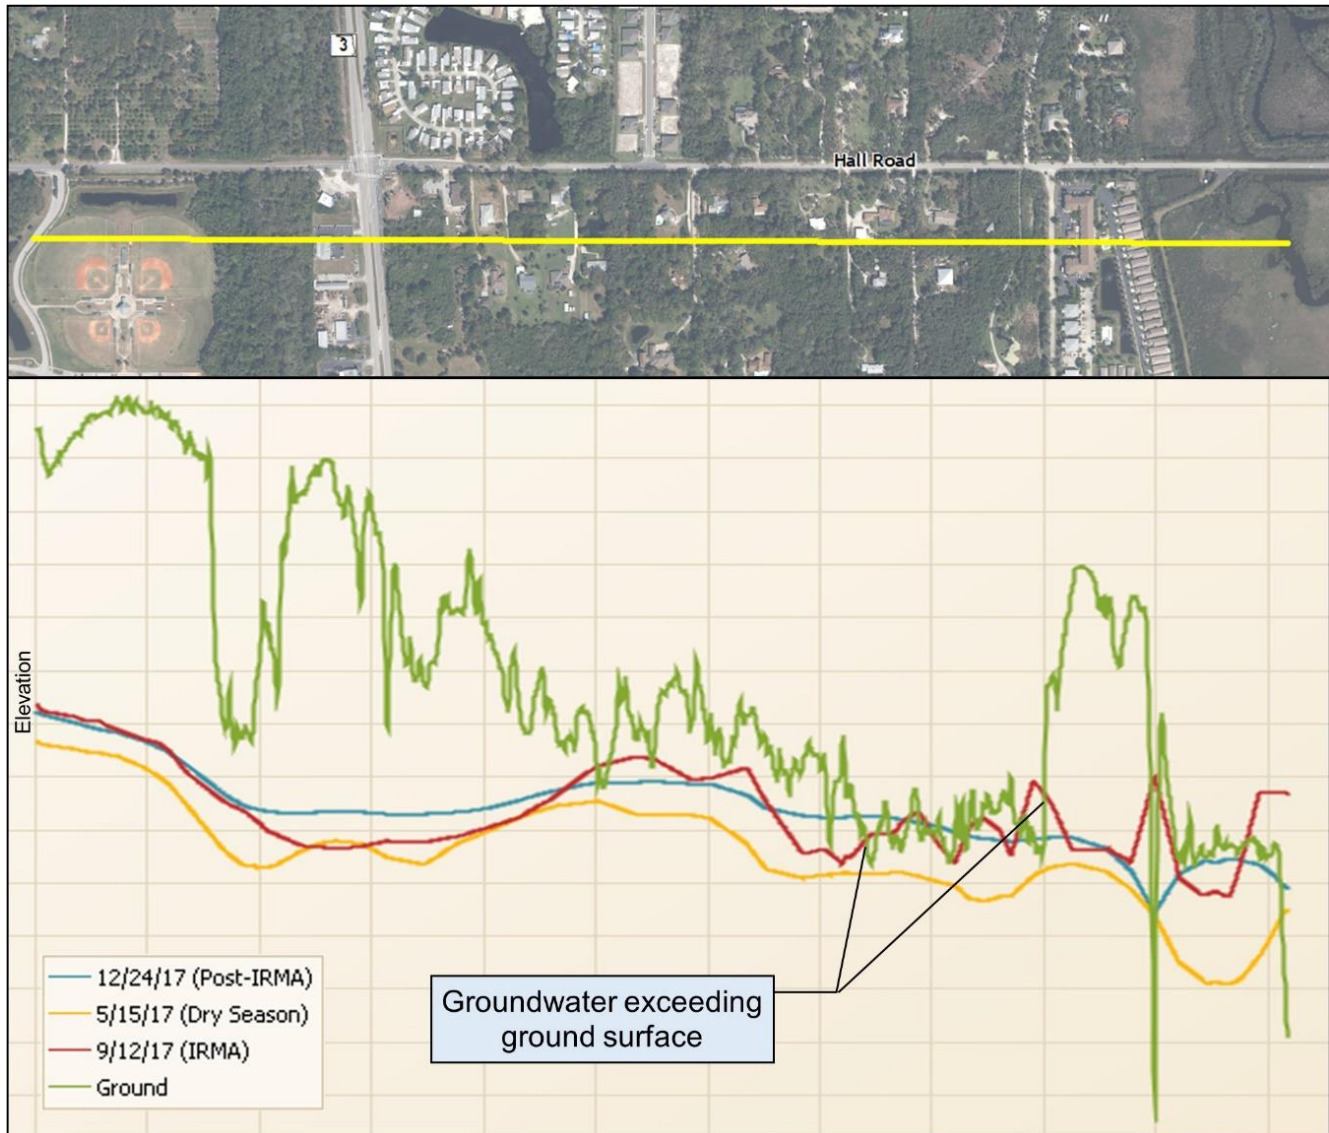 3
Hall Road
Elevation
12/24/17 (Post-IRMA)
5/15/17 (Dry Season)
9/12/17 (IRMA)
Ground
Groundwater exceeding
ground surface